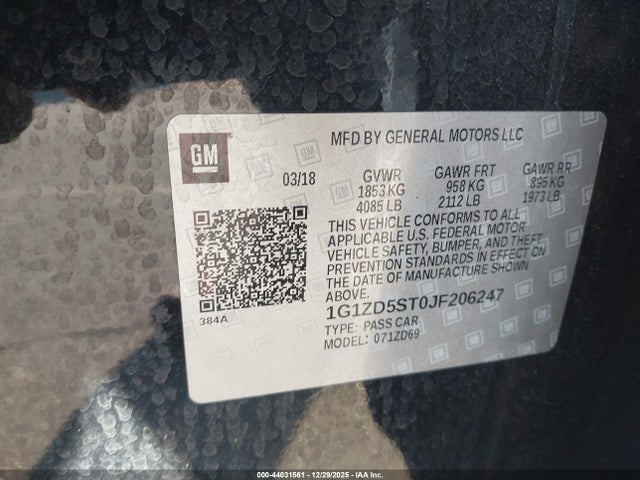 GM
MFD BY GENERAL MOTORS LLC
03/18
GVWR GAWR FRT GAWR RR
1853 KG 958 KG 895 KG
4085 LB 2112 LB 1973 LB
THIS VEHICLE CONFORMS TO ALL
APPLICABLE U.S. FEDERAL MOTOR
VEHICLE SAFETY, BUMPER, AND THEFT
PREVENTION STANDARDS IN EFFECT ON
THE DATE OF MANUFACTURE SHOWN
ABOVE.
384A
1G1ZD5ST0JF206247
TYPE: PASS CAR
MODEL: 071ZD69
000-44031561 • 12/29/2025 • IAA Inc.